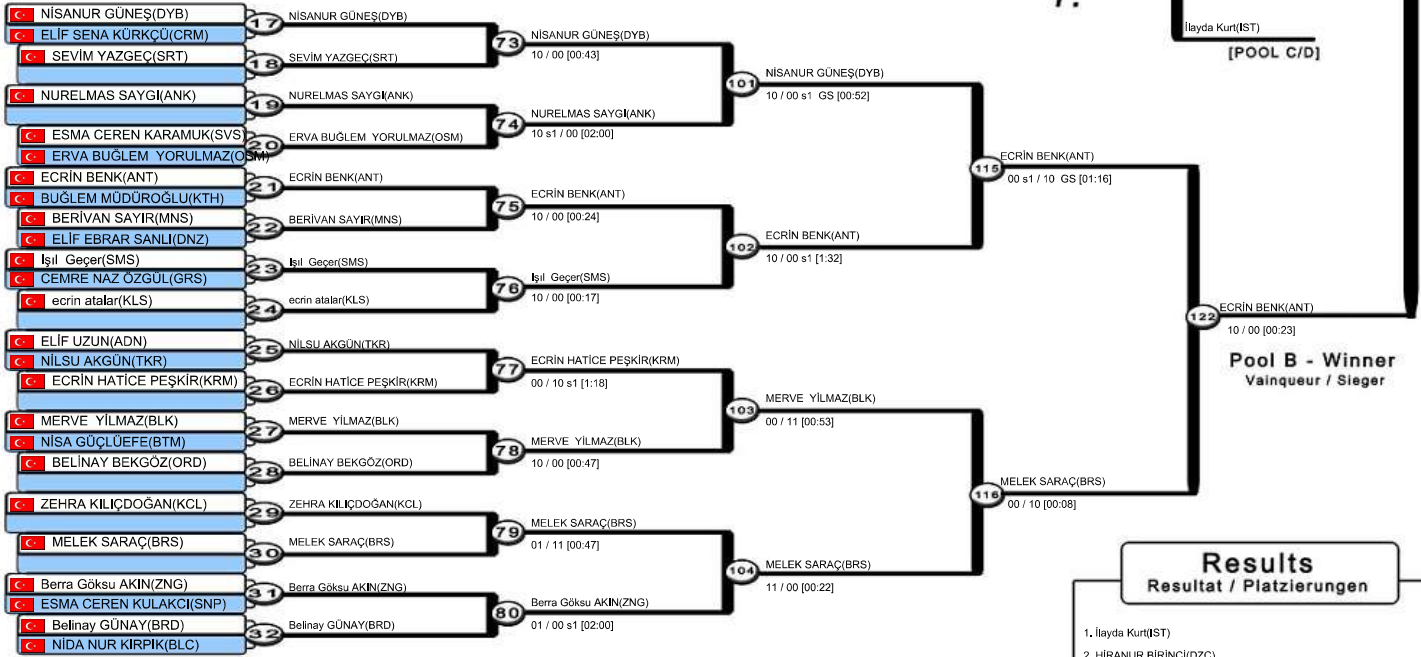 NİSANUR GÜNEŞ(DYB)
ELİF SENA KÜRKÇÜ(CRM)
SEVİM YAZGEÇ(SRT)
NURELMAS SAYGI(ANK)
ESMA CEREN KARAMUK(SVS)
ERVA BUĞLEM YORULMAZ(OSM)
ECRİN BENK(ANT)
BUĞLEM MÜDÜROĞLU(KTH)
BERİVAN SAYIR(MNS)
ELİF EBRAR SANLI(DNZ)
Işıl Geçer(SMS)
CEMRE NAZ ÖZGÜL(GRS)
ecrin atalar(KLS)
ELİF UZUN(ADN)
NİLSU AKGÜN(TKR)
ECRİN HATİCE PEŞKİR(KRM)
MERVE YİLMAZ(BLK)
NİSA GÜÇLÜEFE(BTM)
BELİNAY BEKGÖZ(ORD)
ZEHRA KILIÇDOĞAN(KCL)
MELEK SARAÇ(BRS)
Berra Göksu AKIN(ZNG)
ESMA CEREN KULAKCI(SNP)
Belinay GÜNAY(BRD)
NİDA NUR KIRPIK(BLC)
17 NİSANUR GÜNEŞ(DYB)
18 SEVİM YAZGEÇ(SRT)
19 NURELMAS SAYGI(ANK)
20 ERVA BUĞLEM YORULMAZ(OSM)
21 ECRİN BENK(ANT)
22 BERİVAN SAYIR(MNS)
23 Işıl Geçer(SMS)
24 ecrin atalar(KLS)
25 NİLSU AKGÜN(TKR)
26 ECRİN HATİCE PEŞKİR(KRM)
27 MERVE YİLMAZ(BLK)
28 BELİNAY BEKGÖZ(ORD)
29 ZEHRA KILIÇDOĞAN(KCL)
30 MELEK SARAÇ(BRS)
31 Berra Göksu AKIN(ZNG)
32 Belinay GÜNAY(BRD)
73 NİSANUR GÜNEŞ(DYB)
10 / 00 [00:43]
74 NURELMAS SAYGI(ANK)
10 s1 / 00 [02:00]
75 ECRİN BENK(ANT)
10 / 00 [00:24]
76 Işıl Geçer(SMS)
10 / 00 [00:17]
77 ECRİN HATİCE PEŞKİR(KRM)
00 / 10 s1 [1:18]
78 MERVE YİLMAZ(BLK)
10 / 00 [00:47]
79 MELEK SARAÇ(BRS)
01 / 11 [00:47]
80 Berra Göksu AKIN(ZNG)
01 / 00 s1 [02:00]
101 NİSANUR GÜNEŞ(DYB)
10 / 00 s1 GS [00:52]
102 ECRİN BENK(ANT)
10 / 00 s1 [1:32]
103 MERVE YİLMAZ(BLK)
00 / 11 [00:53]
104 MELEK SARAÇ(BRS)
11 / 00 [00:22]
115 ECRİN BENK(ANT)
00 s1 / 10 GS [01:16]
116 MELEK SARAÇ(BRS)
00 / 10 [00:08]
122 ECRİN BENK(ANT)
10 / 00 [00:23]
Pool B - Winner
Vainqueur / Sieger
İlayda Kurt(IST)
[POOL C/D]
Results
Resultat / Platzierungen
1. İlayda Kurt(IST)
2. HİRANUR BİRİNCİ(DZC)